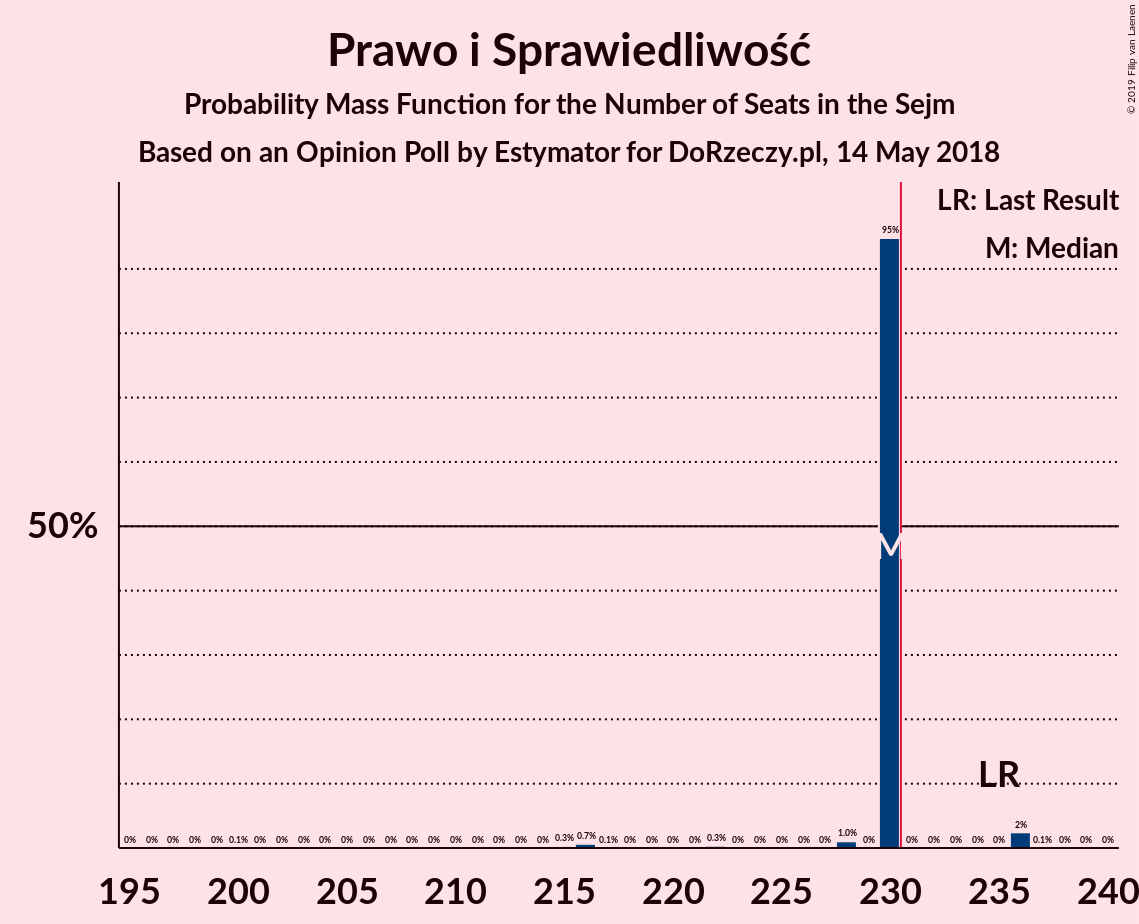 Prawo i Sprawiedliwość
Probability Mass Function for the Number of Seats in the Sejm
Based on an Opinion Poll by Estymator for DoRzeczy.pl, 14 May 2018
© 2019 Filip van Laenen
LR: Last Result
M: Median
95%
50%
M
LR
0% 0% 0% 0% 0% 0.1% 0% 0% 0% 0% 0% 0% 0% 0% 0% 0% 0% 0% 0% 0% 0.3% 0.7% 0.1% 0% 0% 0% 0% 0.3% 0% 0% 0% 0% 0% 1.0% 0% 0% 0% 0% 0% 0% 2% 0.1% 0% 0% 0%
195 200 205 210 215 220 225 230 235 240